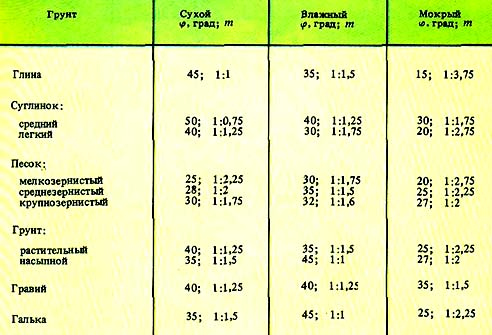 Грунт Сухой Влажный Мокрый
φ, град; m φ, град; m φ, град; m
Глина 45; 1:1 35; 1:1,5 15; 1:3,75
Суглинок:
средний 50; 1:0,75 40; 1:1,25 30; 1:1,75
легкий 40; 1:1,25 30; 1:1,75 20; 1:2,75
Песок:
мелкозернистый 25; 1:2,25 30; 1:1,75 20; 1:2,75
среднезернистый 28; 1:2 35; 1:1,5 25; 1:2,25
крупнозернистый 30; 1:1,75 32; 1:1,6 27; 1:2
Грунт:
растительный 40; 1:1,25 35; 1:1,5 25; 1:2,25
насыпной 35; 1:1,5 45; 1:1 27; 1:2
Гравий 40; 1:1,25 40; 1:1,25 35; 1:1,5
Галька 35; 1:1,5 45; 1:1 25; 1:2,25